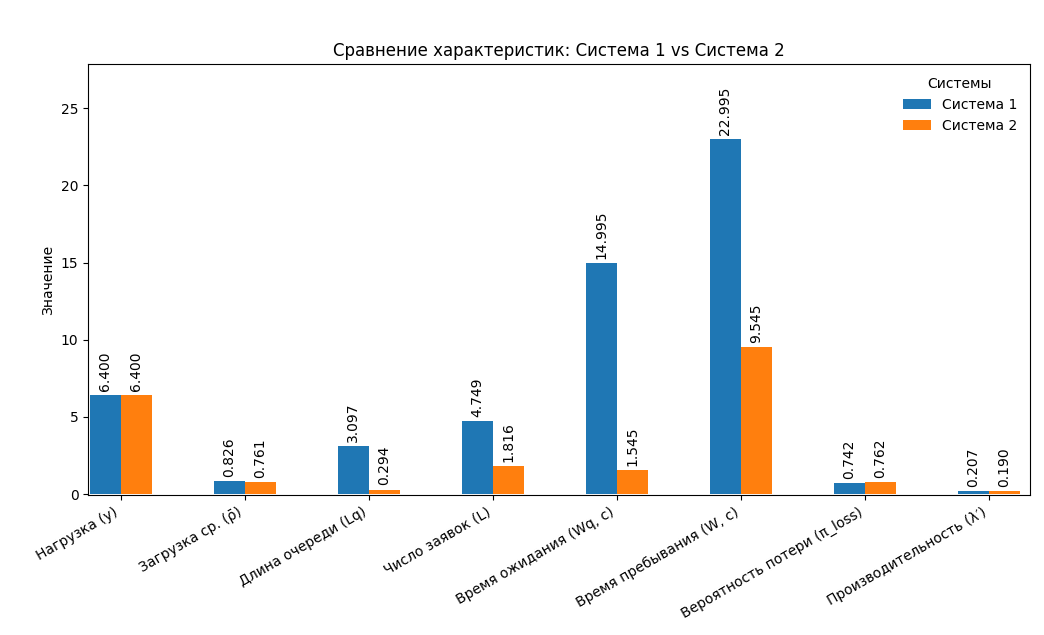 Сравнение характеристик: Система 1 vs Система 2
Системы
Система 1
Система 2
Значение
25
20
15
10
5
0
6.400
6.400
0.826
0.761
3.097
0.294
4.749
1.816
14.995
1.545
22.995
9.545
0.742
0.762
0.207
0.190
Нагрузка (y)
Загрузка ср. (ρ̄)
Длина очереди (Lq)
Число заявок (L)
Время ожидания (Wq, с)
Время пребывания (W, с)
Вероятность потери (π_loss)
Производительность (λ')